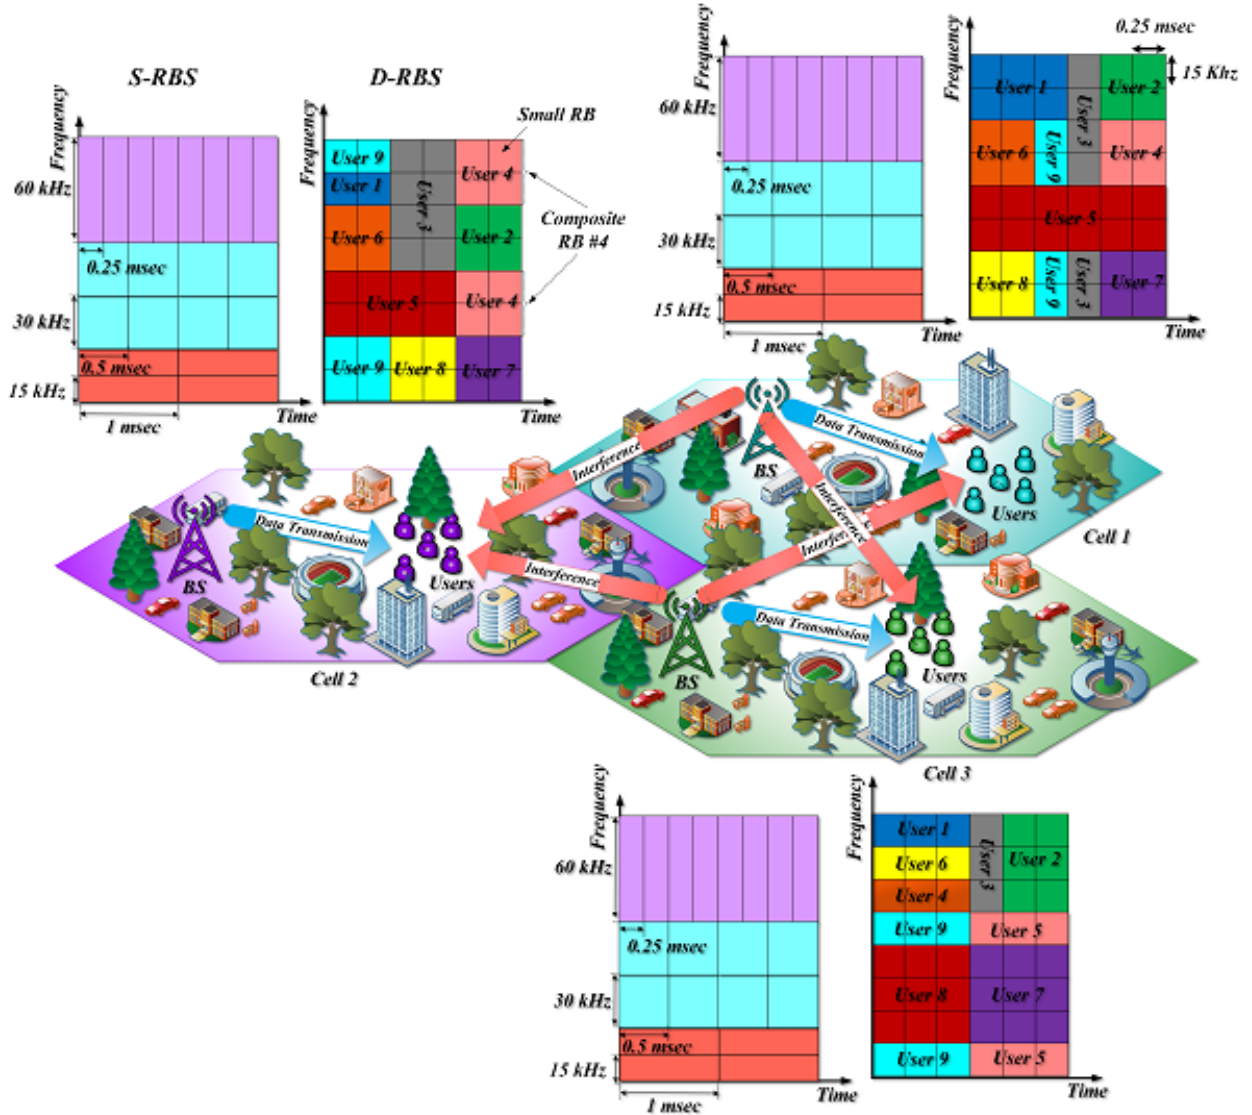 S-RBS
D-RBS
Frequency
60 kHz
0.25 msec
30 kHz
0.5 msec
15 kHz
1 msec
Time
Frequency
User 9
User 1
User 3
User 4
User 6
User 2
User 5
User 4
User 9
User 8
User 7
Time
Small RB
Composite
RB #4
Frequency
60 kHz
0.25 msec
30 kHz
0.5 msec
15 kHz
1 msec
Time
Frequency
0.25 msec
15 Khz
User 1
User 3
User 2
User 6
User 9
User 4
User 5
User 8
User 9
User 3
User 7
Time
Interference
BS
Data Transmission
Interference
Users
Cell 1
BS
Data Transmission
Users
Interference
Interfer
Cell 2
BS
Data Transmission
Users
Cell 3
Frequency
60 kHz
0.25 msec
30 kHz
0.5 msec
15 kHz
1 msec
Time
Frequency
User 1
User 3
User 2
User 6
User 4
User 9
User 5
User 8
User 7
User 9
User 5
Time